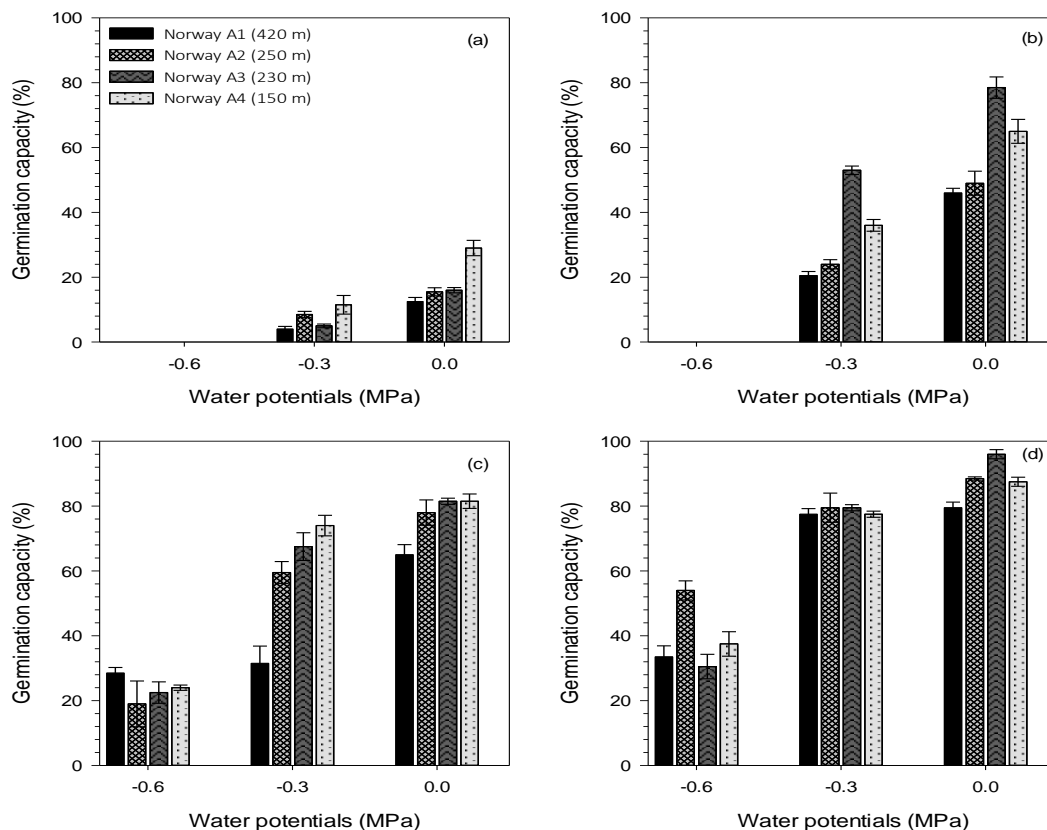 100
80
60
40
20
0
Germination capacity (%)
Norway A1 (420 m)
Norway A2 (250 m)
Norway A3 (230 m)
Norway A4 (150 m)
(a)
-0.6 -0.3 0.0
Water potentials (MPa)
100
80
60
40
20
0
Germination capacity (%)
(b)
-0.6 -0.3 0.0
Water potentials (MPa)
100
80
60
40
20
0
Germination capacity (%)
(c)
-0.6 -0.3 0.0
Water potentials (MPa)
100
80
60
40
20
0
Germination capacity (%)
(d)
-0.6 -0.3 0.0
Water potentials (MPa)